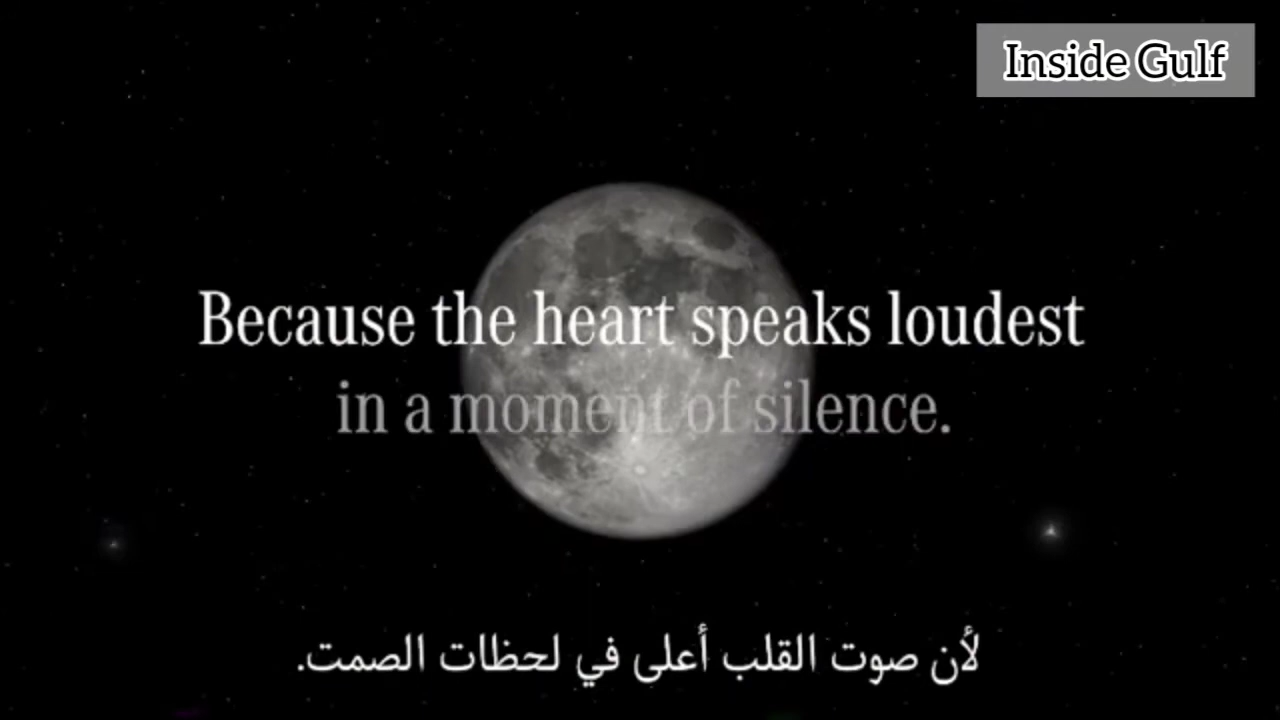 Inside Gulf
Because the heart speaks loudest
in a moment of silence.
لأن صوت القلب أعلى في لحظات الصمت.